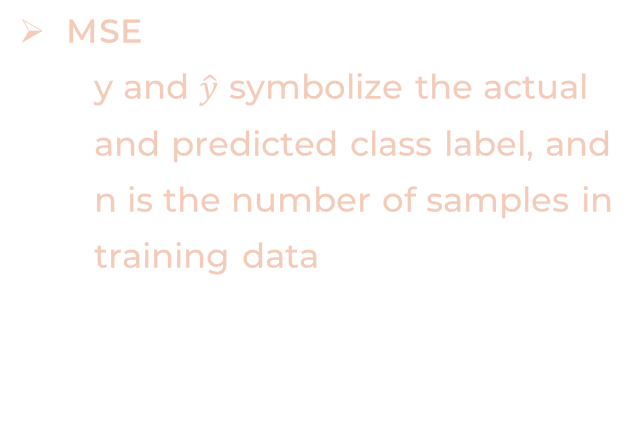 ➢ MSE
y and ŷ symbolize the actual
and predicted class label, and
n is the number of samples in
training data